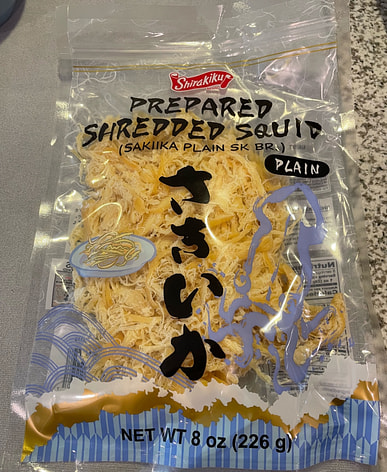 Shirakiku
PREPARED
SHREDDED SQUID
(SAKIIKA PLAIN SK BR.)
PLAIN
さきいか
NET WT 8 oz (226 g)